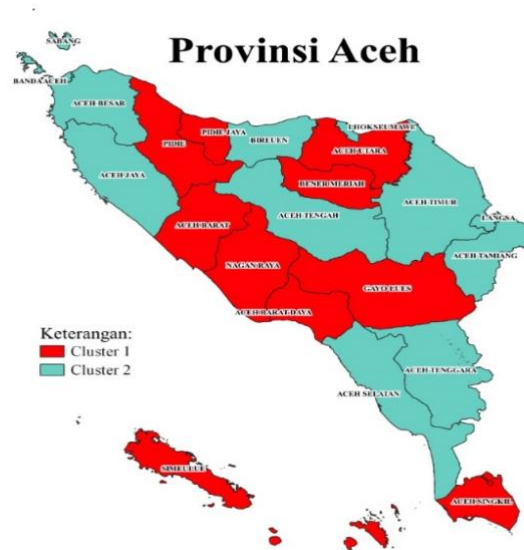 Provinsi Aceh
SABANG
BANDA ACEH
ACEH BESAR
PIDIE
PIDIE JAYA
BIREUEN
LHOKSEUMAWE
ACEH UTARA
BENER MERIAH
ACEH JAYA
ACEH BARAT
ACEH TENGAH
ACEH TIMUR
LANGSA
ACEH TAMIANG
NAGAN RAYA
GAYO LUES
ACEH BARAT DAYA
Keterangan:
Cluster 1
Cluster 2
ACEH TENGGARA
ACEH SELATAN
SIMEULUE
ACEH SINGKIL